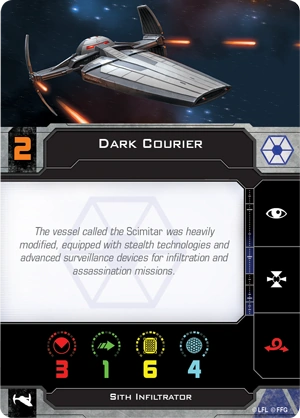 2
Dark Courier
The vessel called the Scimitar was heavily
modified, equipped with stealth technologies and
advanced surveillance devices for infiltration and
assassination missions.
3 1 6 4
Sith Infiltrator
©LFL ©FFG